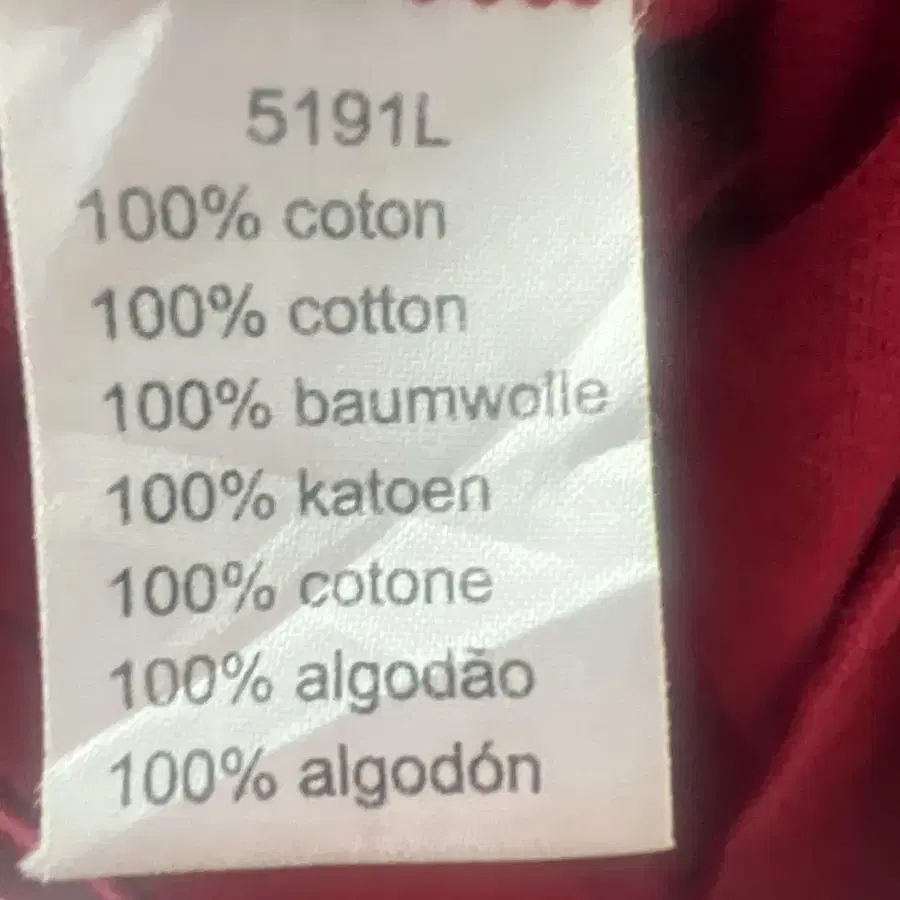 5191L
100% coton
100% cotton
100% baumwolle
100% katoen
100% cotone
100% algodão
100% algodón